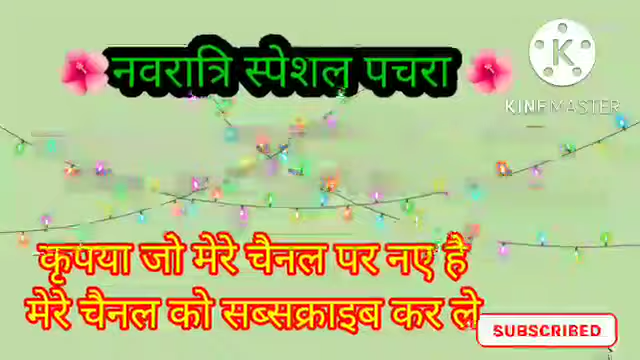 नवरात्रि स्पेशल पचरा
K
KINEMASTER
कृपया जो मेरे चैनल पर नए है
मेरे चैनल को सब्सक्राइब कर ले
SUBSCRIBED